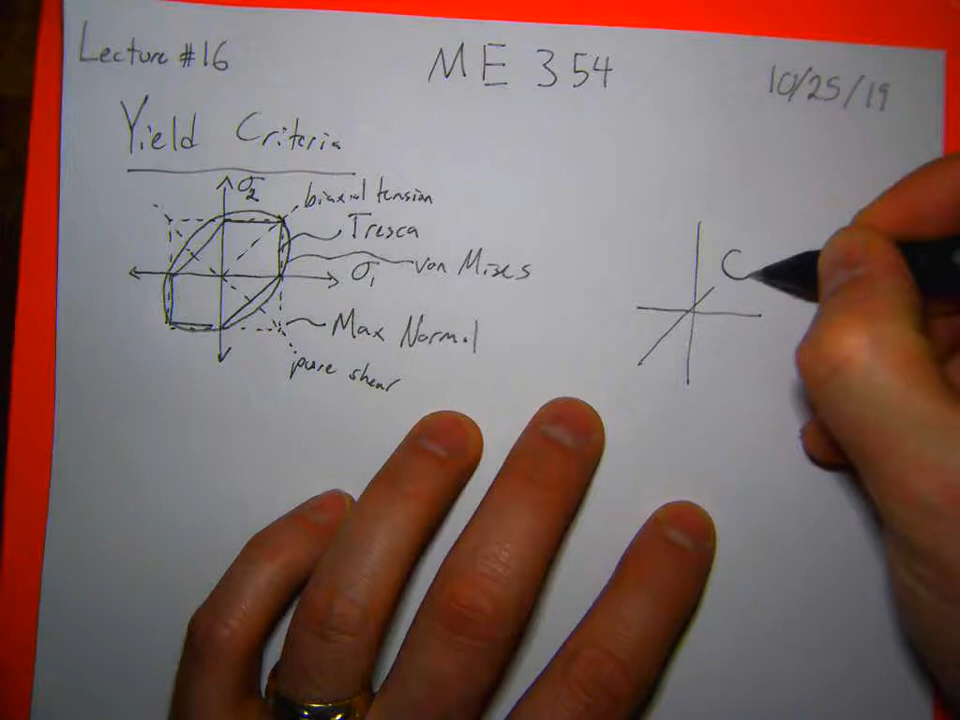 Lecture #16
ME 354
10/25/19
Yield Criteria
σ2
biaxial tension
Tresca
σ1
von Mises
Max Normal
pure shear
C